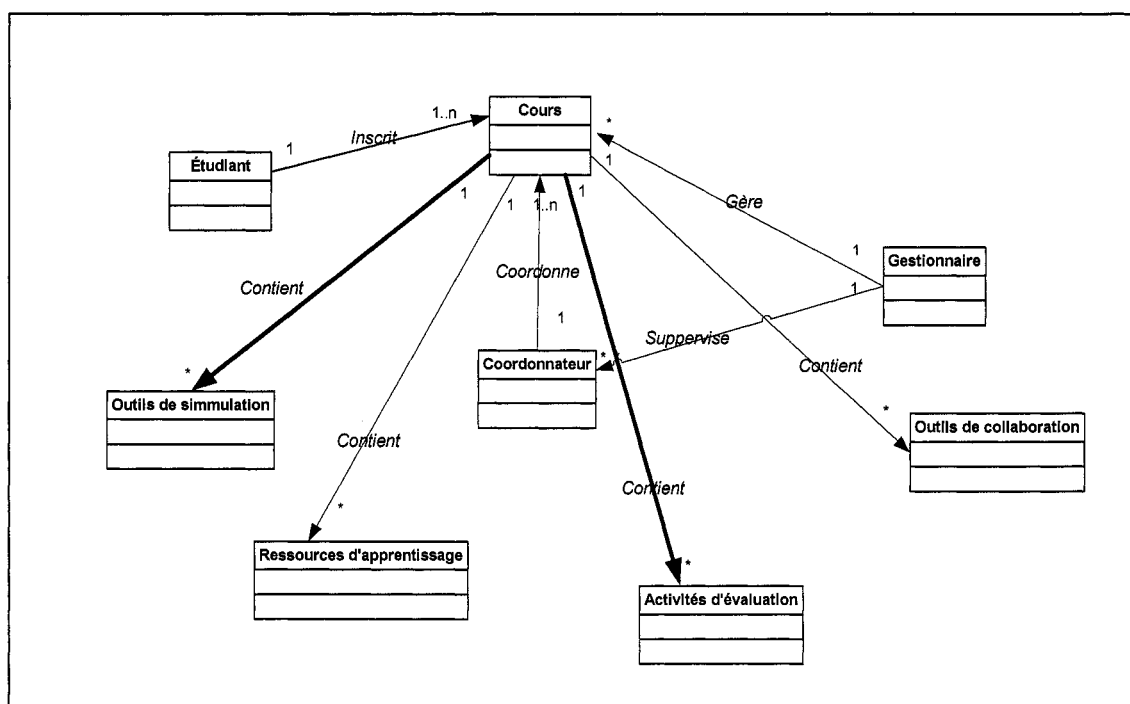 Cours
1..n
*
Inscrit
1
Étudiant
1
1
1
1..n
1
Gère
1
Gestionnaire
1
Coordonne
Contient
1
Suppervise
*
Coordonnateur
*
Contient
*
Outils de simmulation
*
Outils de collaboration
Contient
Contient
*
Ressources d'apprentissage
*
Activités d'évaluation